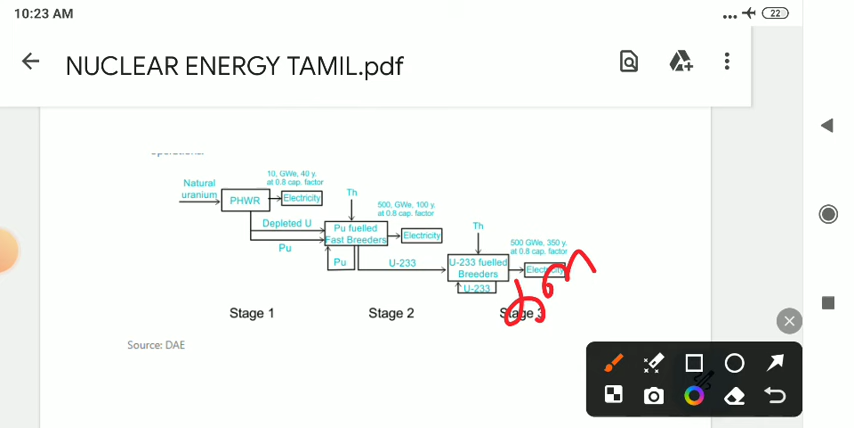 10:23 AM
22
NUCLEAR ENERGY TAMIL.pdf
Natural
uranium
PHWR
10, GWe, 40 y.
at 0.8 cap. factor
Electricity
Depleted U
Pu
Th
Pu fuelled
Fast Breeders
500, GWe, 100 y.
at 0.8 cap. factor
Electricity
Pu
U-233
Th
U-233 fuelled
Breeders
500 GWe, 350 y.
at 0.8 cap. factor
Electricity
U-233
Stage 1
Stage 2
Stage 3
Source: DAE